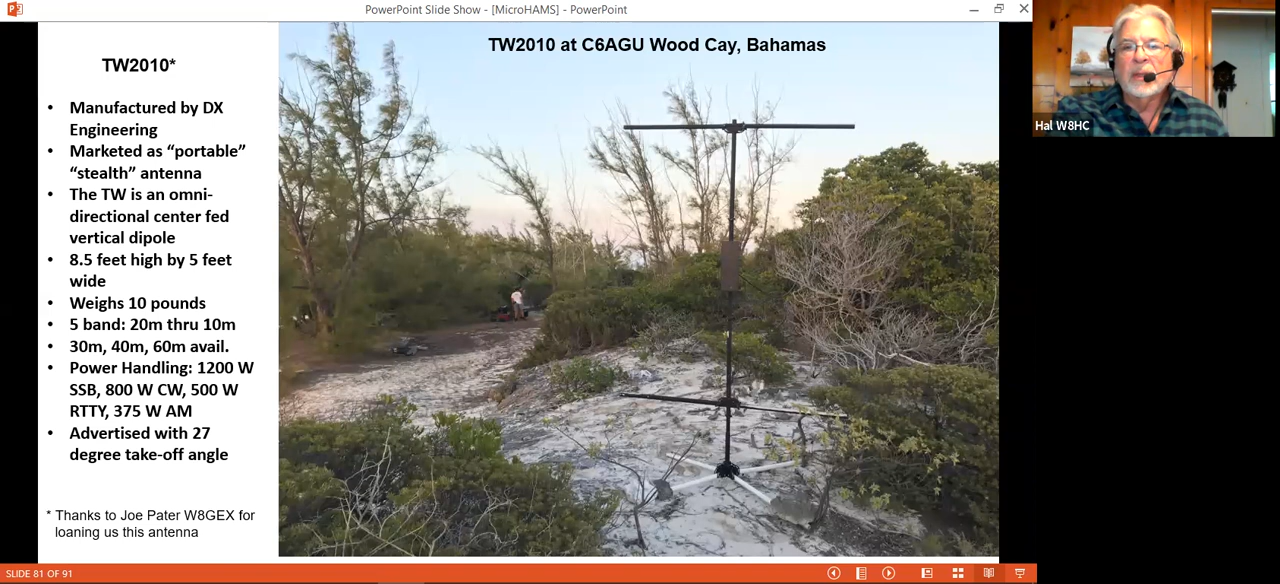 PowerPoint Slide Show - [MicroHAMS] - PowerPoint
TW2010*
• Manufactured by DX
Engineering
• Marketed as “portable”
“stealth” antenna
• The TW is an omni-
directional center fed
vertical dipole
• 8.5 feet high by 5 feet
wide
• Weighs 10 pounds
• 5 band: 20m thru 10m
• 30m, 40m, 60m avail.
• Power Handling: 1200 W
SSB, 800 W CW, 500 W
RTTY, 375 W AM
• Advertised with 27
degree take-off angle
* Thanks to Joe Pater W8GEX for
loaning us this antenna
TW2010 at C6AGU Wood Cay, Bahamas
Hal W8HC
SLIDE 81 OF 91